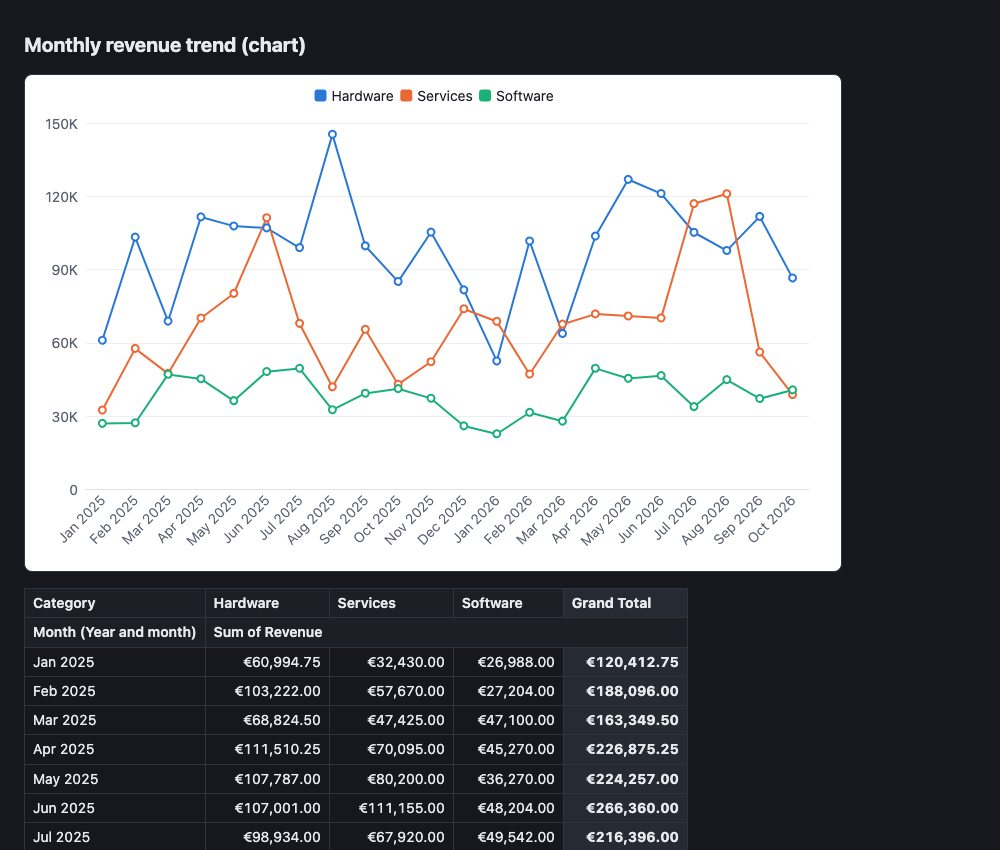 Monthly revenue trend (chart)
Hardware Services Software
150K
120K
90K
60K
30K
0
Jan 2025 Feb 2025 Mar 2025 Apr 2025 May 2025 Jun 2025 Jul 2025 Aug 2025 Sep 2025 Oct 2025 Nov 2025 Dec 2025 Jan 2026 Feb 2026 Mar 2026 Apr 2026 May 2026 Jun 2026 Jul 2026 Aug 2026 Sep 2026 Oct 2026
Category Hardware Services Software Grand Total
Month (Year and month) Sum of Revenue
Jan 2025 €60,994.75 €32,430.00 €26,988.00 €120,412.75
Feb 2025 €103,222.00 €57,670.00 €27,204.00 €188,096.00
Mar 2025 €68,824.50 €47,425.00 €47,100.00 €163,349.50
Apr 2025 €111,510.25 €70,095.00 €45,270.00 €226,875.25
May 2025 €107,787.00 €80,200.00 €36,270.00 €224,257.00
Jun 2025 €107,001.00 €111,155.00 €48,204.00 €266,360.00
Jul 2025 €98,934.00 €67,920.00 €49,542.00 €216,396.00